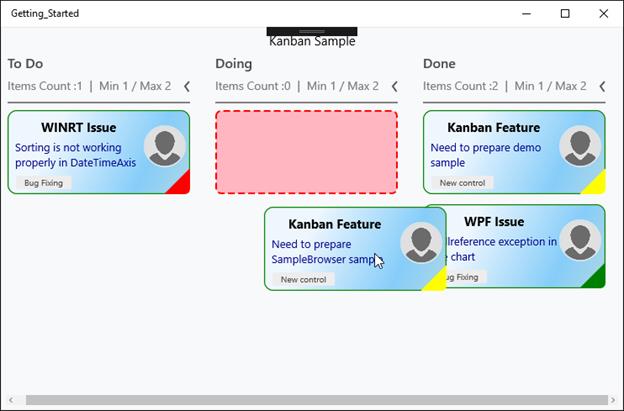 Getting_Started
Kanban Sample
To Do
Items Count :1 | Min 1 / Max 2
WINRT Issue
Sorting is not working
properly in DateTimeAxis
Bug Fixing
Doing
Items Count :0 | Min 1 / Max 2
Kanban Feature
Need to prepare
SampleBrowser sample
New control
Done
Items Count :2 | Min 1 / Max 2
Kanban Feature
Need to prepare demo
sample
New control
WPF Issue
exception in
chart
Fixing